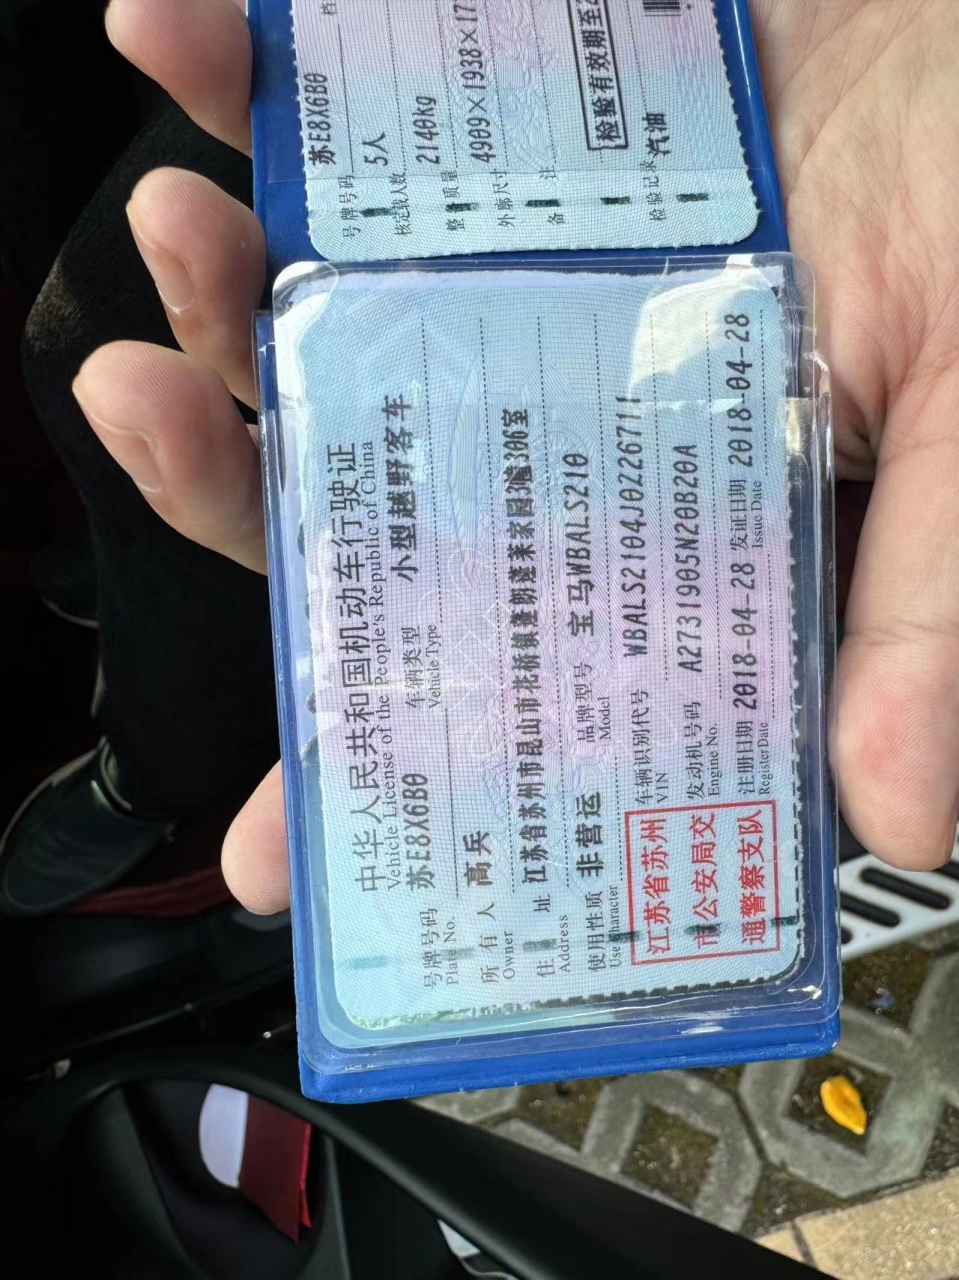 中华人民共和国机动车行驶证
Vehicle License of the People's Republic of China
号牌号码 苏E8X6B0 车辆类型 小型越野客车
Plate No. Vehicle Type
所有人 高兵
Owner
住址 江苏省苏州市昆山市花桥镇蓬朗蓬莱家园3幢306室
Address
使用性质 非营运 品牌型号 宝马WBALS210
Use Character Model
江苏省苏州
市公安局交
通警察支队
车辆识别代号 WBALS2104J0226711
VIN
发动机号码 A2731905N20B20A
Engine No.
注册日期 2018-04-28 发证日期 2018-04-28
Register Date Issue Date
号牌号码 苏E8X6B0 档
核定载人数 5人
整备质量 2140kg
外廓尺寸 4909×1938×17
备注
检验有效期至2
检验记录 汽油